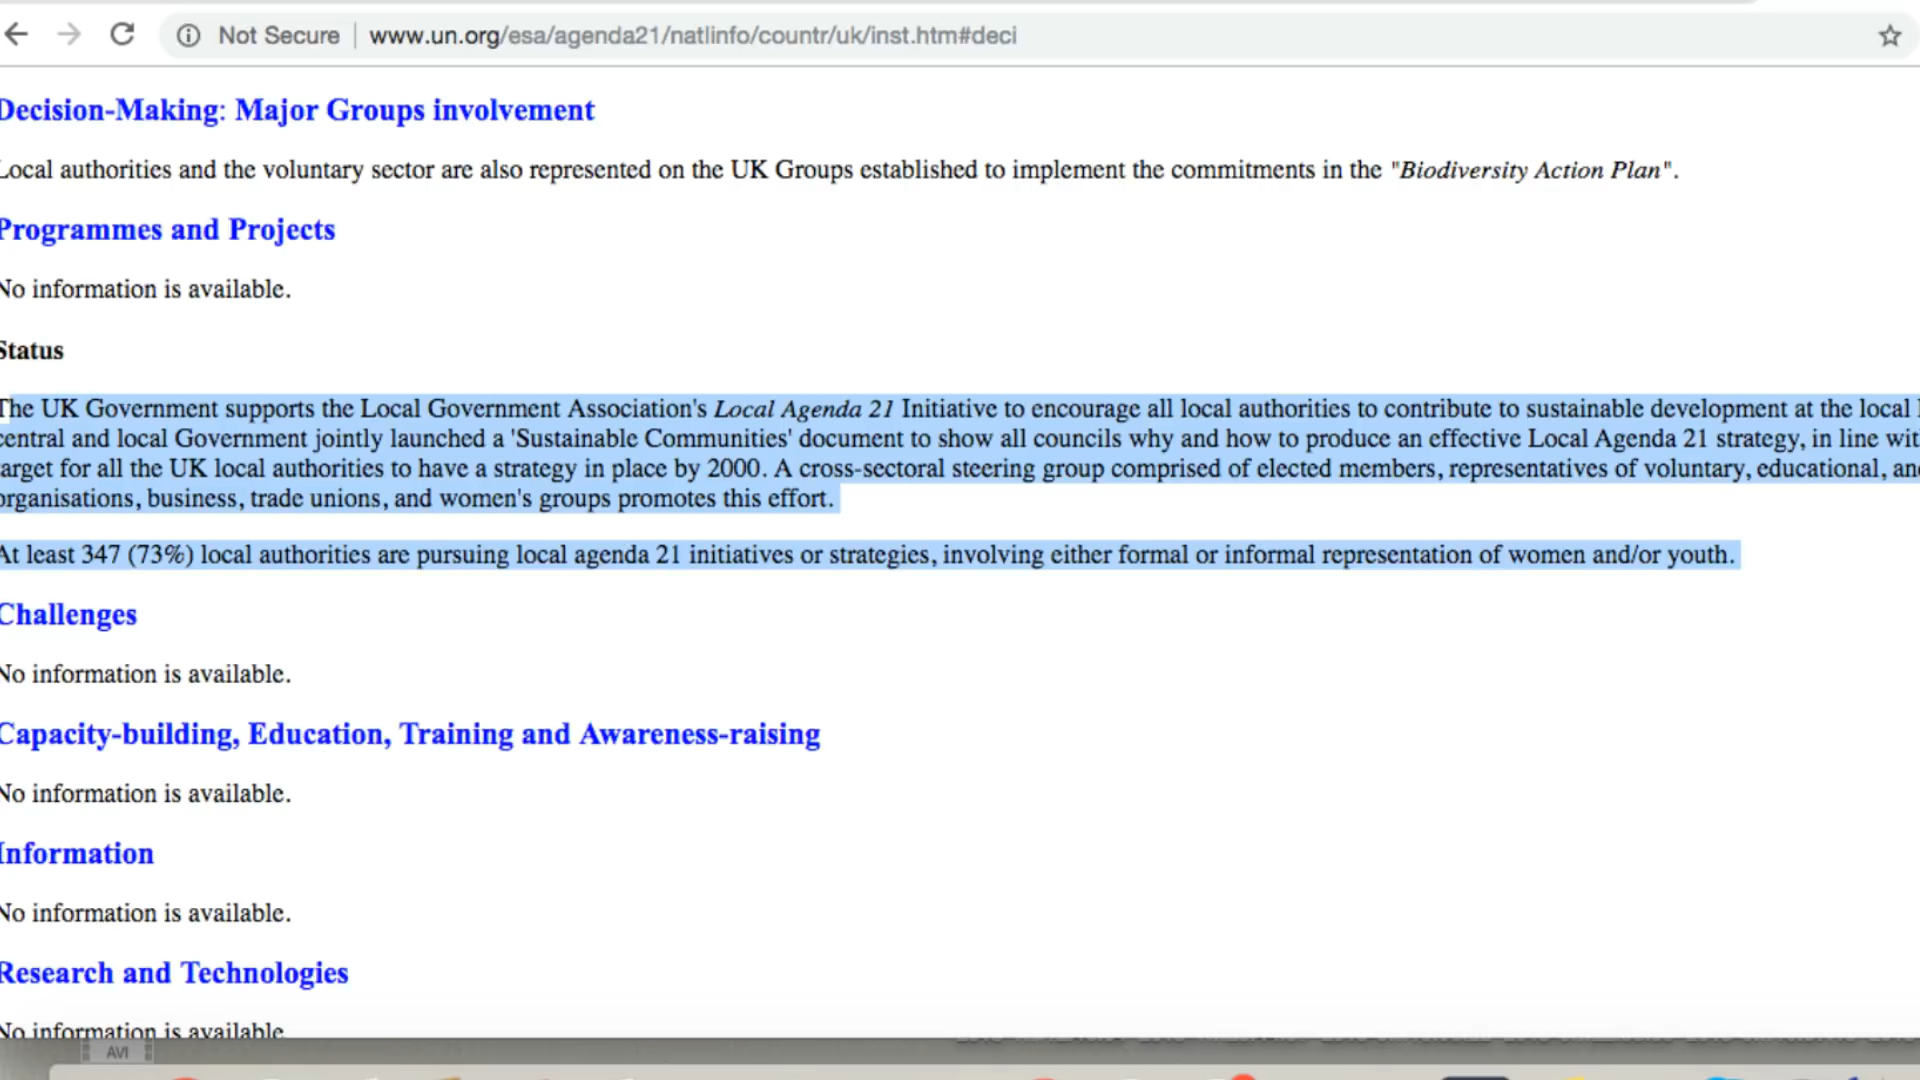 Not Secure www.un.org/esa/agenda21/natlinfo/countr/uk/inst.htm#deci
Decision-Making: Major Groups involvement
Local authorities and the voluntary sector are also represented on the UK Groups established to implement the commitments in the "Biodiversity Action Plan".
Programmes and Projects
No information is available.
Status
The UK Government supports the Local Government Association's Local Agenda 21 Initiative to encourage all local authorities to contribute to sustainable development at the local
central and local Government jointly launched a 'Sustainable Communities' document to show all councils why and how to produce an effective Local Agenda 21 strategy, in line with
target for all the UK local authorities to have a strategy in place by 2000. A cross-sectoral steering group comprised of elected members, representatives of voluntary, educational, and
organisations, business, trade unions, and women's groups promotes this effort.
At least 347 (73%) local authorities are pursuing local agenda 21 initiatives or strategies, involving either formal or informal representation of women and/or youth.
Challenges
No information is available.
Capacity-building, Education, Training and Awareness-raising
No information is available.
Information
No information is available.
Research and Technologies
No information is available.
AVI